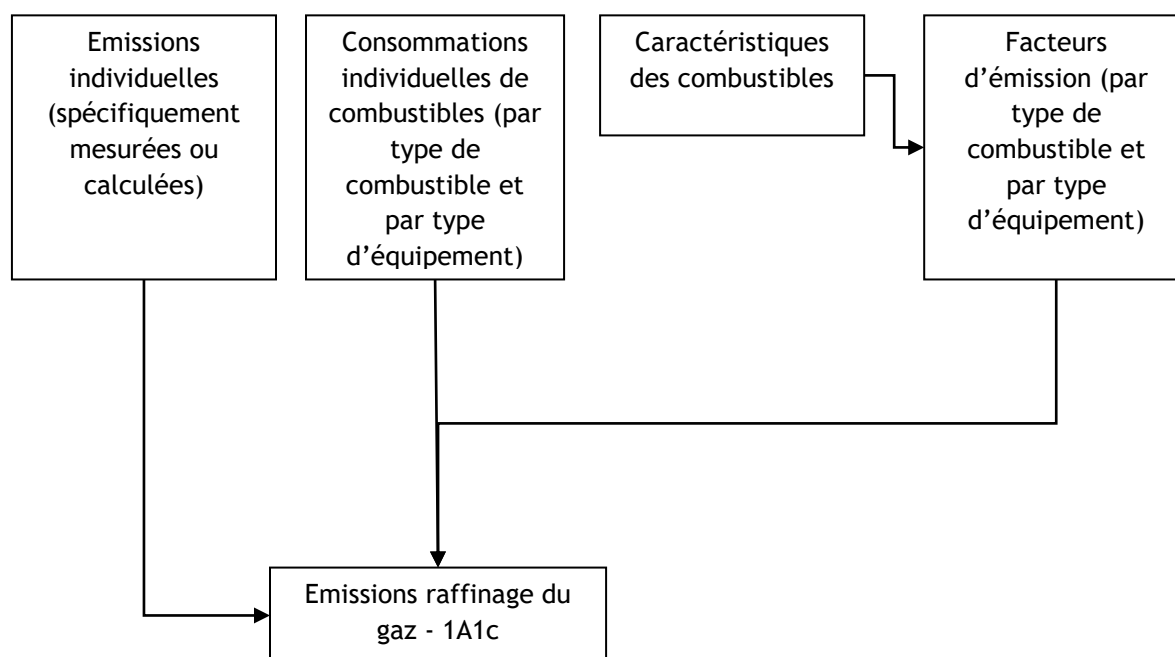 Emissions
individuelles
(spécifiquement
mesurées ou
calculées)
Consommations
individuelles de
combustibles (par
type de
combustible et
par type
d’équipement)
Caractéristiques
des combustibles
Facteurs
d’émission (par
type de
combustible et
par type
d’équipement)
Emissions raffinage du
gaz - 1A1c